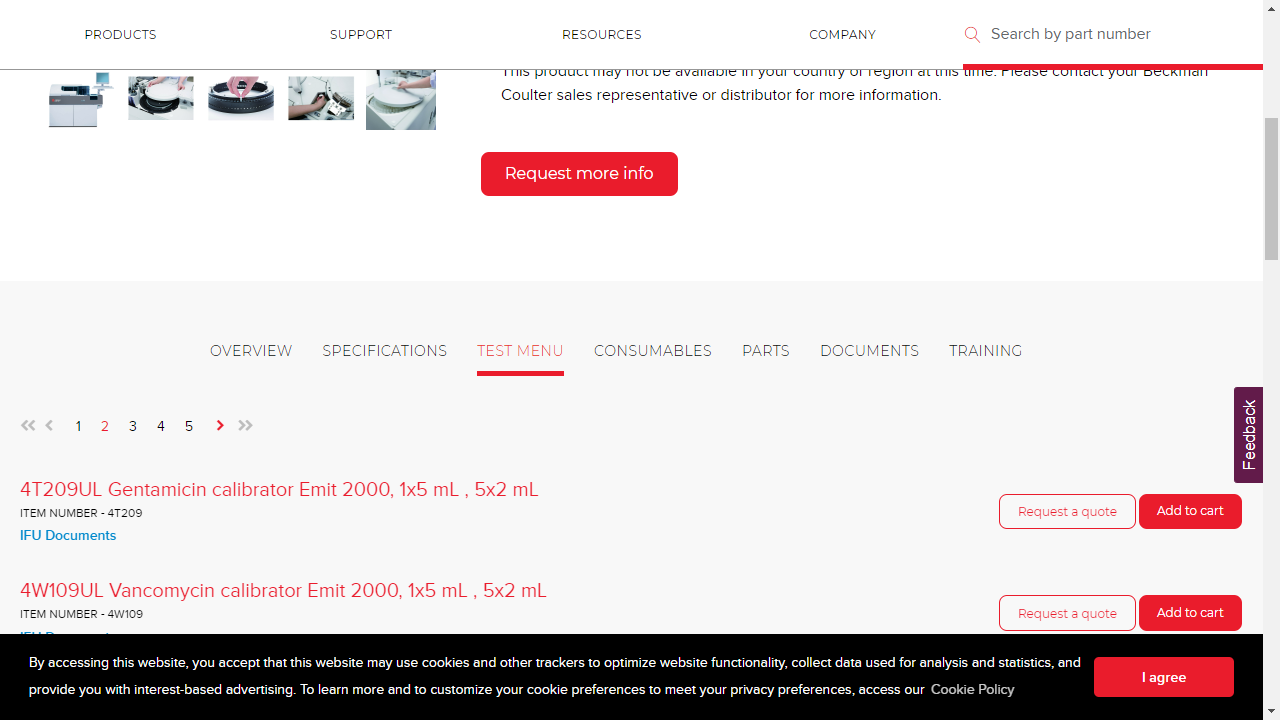 PRODUCTS
SUPPORT
RESOURCES
COMPANY
Search by part number
This product may not be available in your country or region at this time. Please contact your Beckman
Coulter sales representative or distributor for more information.
Request more info
OVERVIEW
SPECIFICATIONS
TEST MENU
CONSUMABLES
PARTS
DOCUMENTS
TRAINING
1 2 3 4 5
Feedback
4T209UL Gentamicin calibrator Emit 2000, 1x5 mL , 5x2 mL
ITEM NUMBER - 4T209
IFU Documents
Request a quote
Add to cart
4W109UL Vancomycin calibrator Emit 2000, 1x5 mL , 5x2 mL
ITEM NUMBER - 4W109
IFU Documents
Request a quote
Add to cart
By accessing this website, you accept that this website may use cookies and other trackers to optimize website functionality, collect data used for analysis and statistics, and
provide you with interest-based advertising. To learn more and to customize your cookie preferences to meet your privacy preferences, access our Cookie Policy
I agree